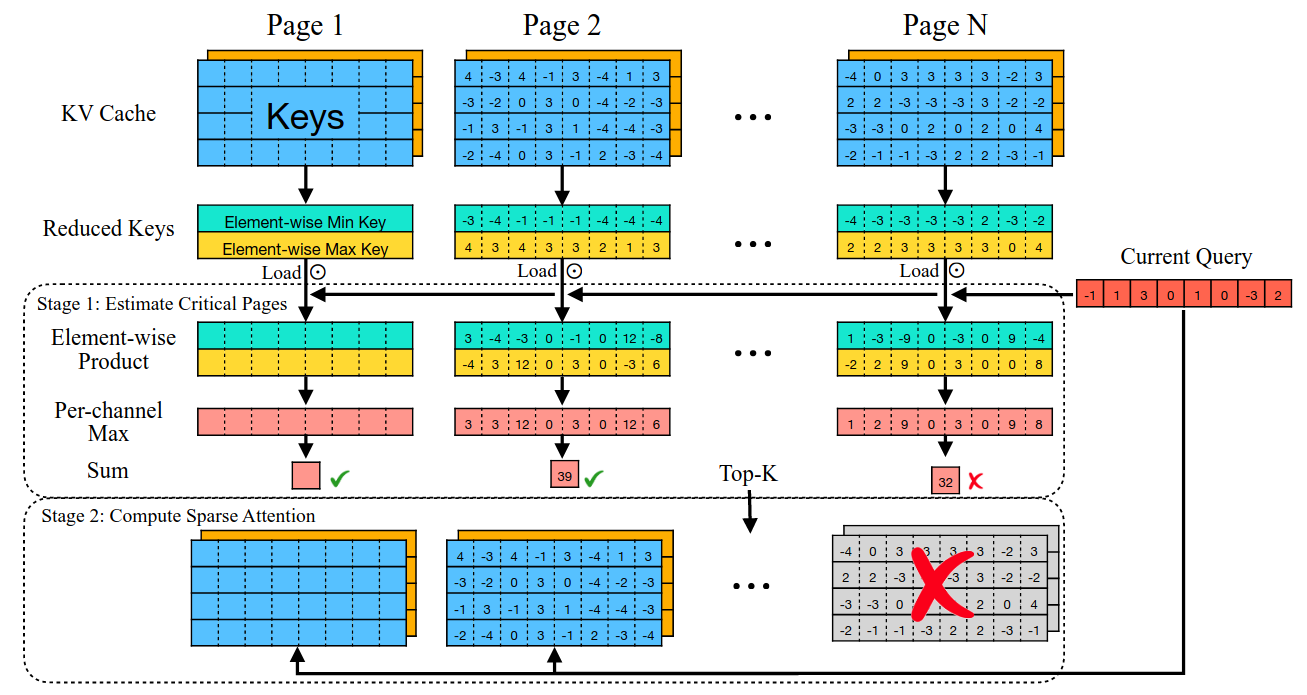 Page 1 Page 2 Page N
KV Cache
Keys
4 -3 4 -1 3 -4 1 3
-3 -2 0 3 0 -4 -2 -3
-1 3 -1 3 1 -4 -4 -3
-2 -4 0 3 -1 2 -3 -4
...
-4 0 3 3 3 3 -2 3
2 2 -3 -3 -3 3 -2 -2
-3 -3 0 2 0 2 0 4
-2 -1 -1 -3 2 2 -3 -1
Reduced Keys
Element-wise Min Key
Element-wise Max Key
-3 -4 -1 -1 -1 -4 -4 -4
4 3 4 3 3 2 1 3
...
-4 -3 -3 -3 -3 2 -3 -2
2 2 3 3 3 3 0 4
Load ⊙ Load ⊙ Load ⊙
Current Query
-1 1 3 0 1 0 -3 2
Stage 1: Estimate Critical Pages
Element-wise
Product
3 -4 -3 0 -1 0 12 -8
-4 3 12 0 3 0 -3 6
...
1 -3 -9 0 -3 0 9 -4
-2 2 9 0 3 0 0 8
Per-channel
Max
3 3 12 0 3 0 12 6
1 2 9 0 3 0 9 8
Sum
39
32
Top-K
Stage 2: Compute Sparse Attention
4 -3 4 -1 3 -4 1 3
-3 -2 0 3 0 -4 -2 -3
-1 3 -1 3 1 -4 -4 -3
-2 -4 0 3 -1 2 -3 -4
...
-4 0 3 3 3 3 -2 3
2 2 -3 -3 3 -2 -2
-3 -3 0 2 0 4
-2 -1 -1 -3 2 2 -3 -1